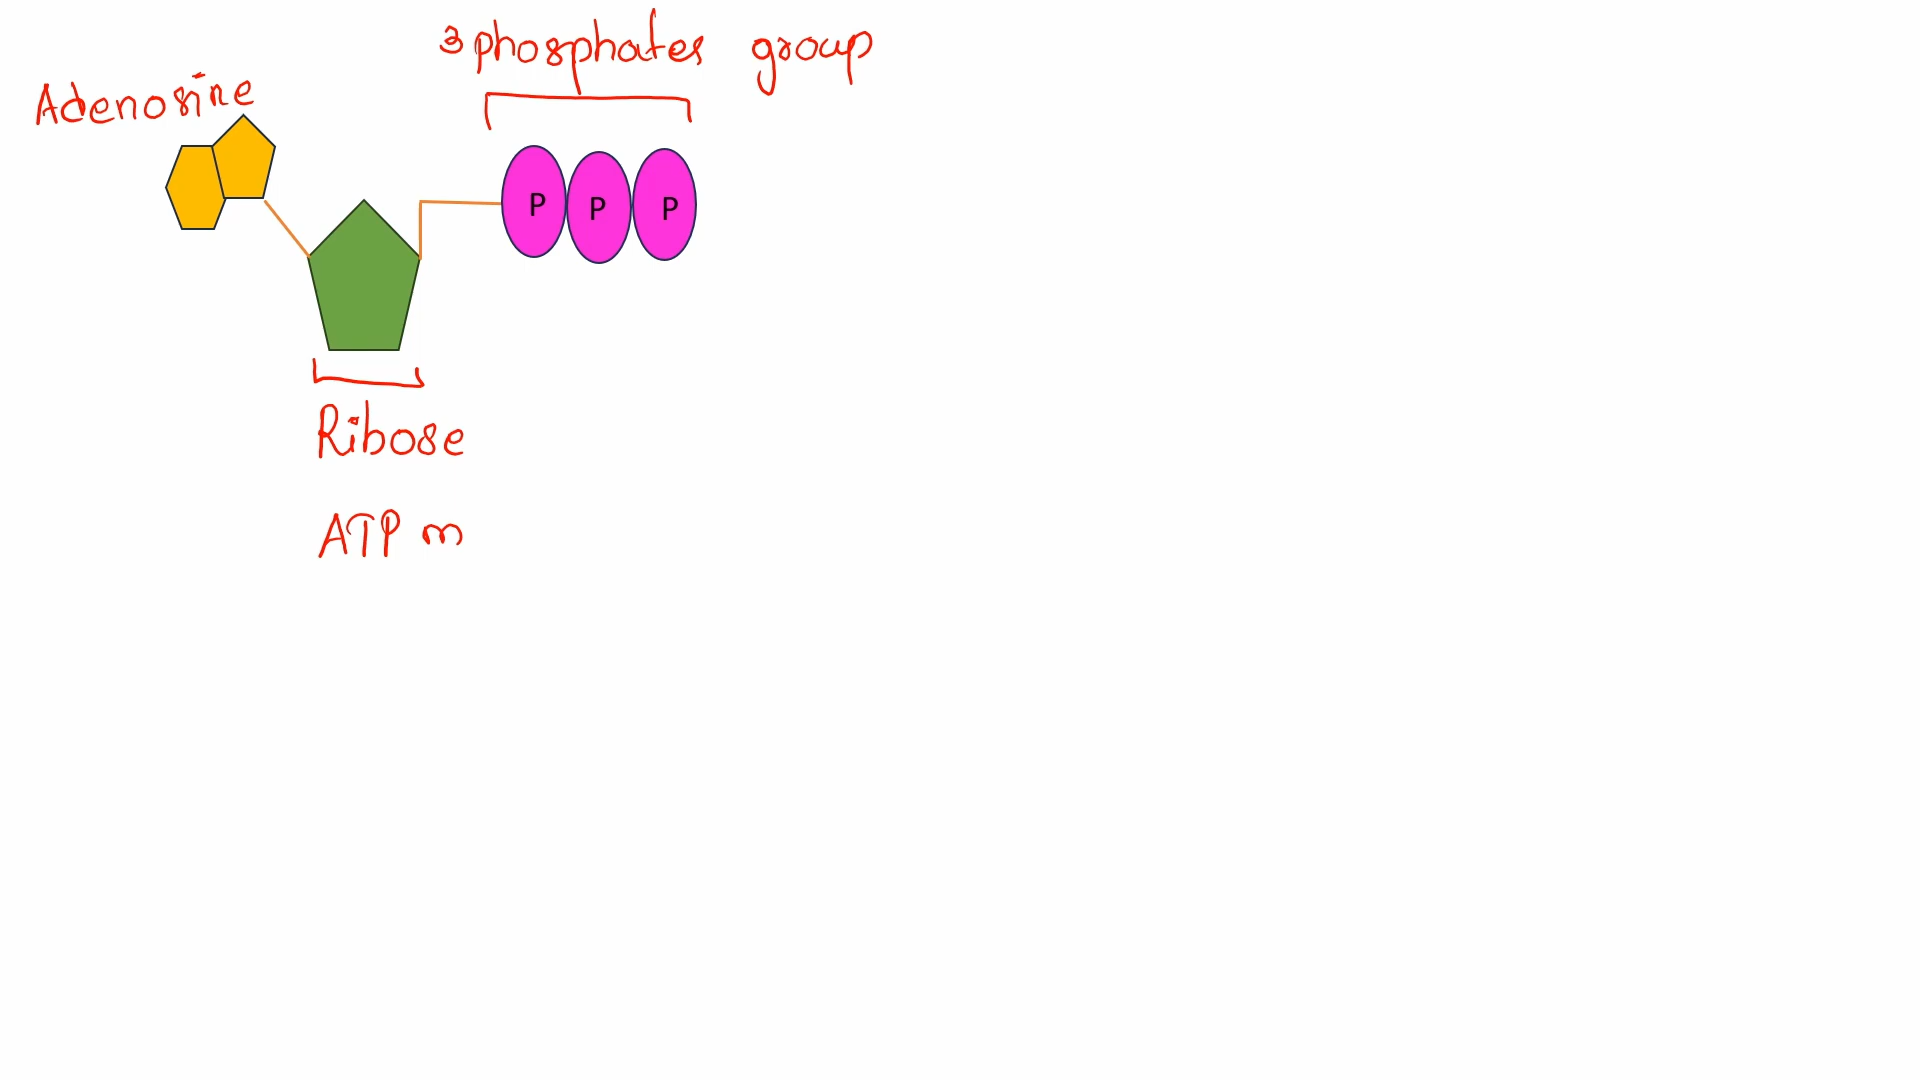 3 phosphates group
Adenosine
P P P
Ribose
ATP m